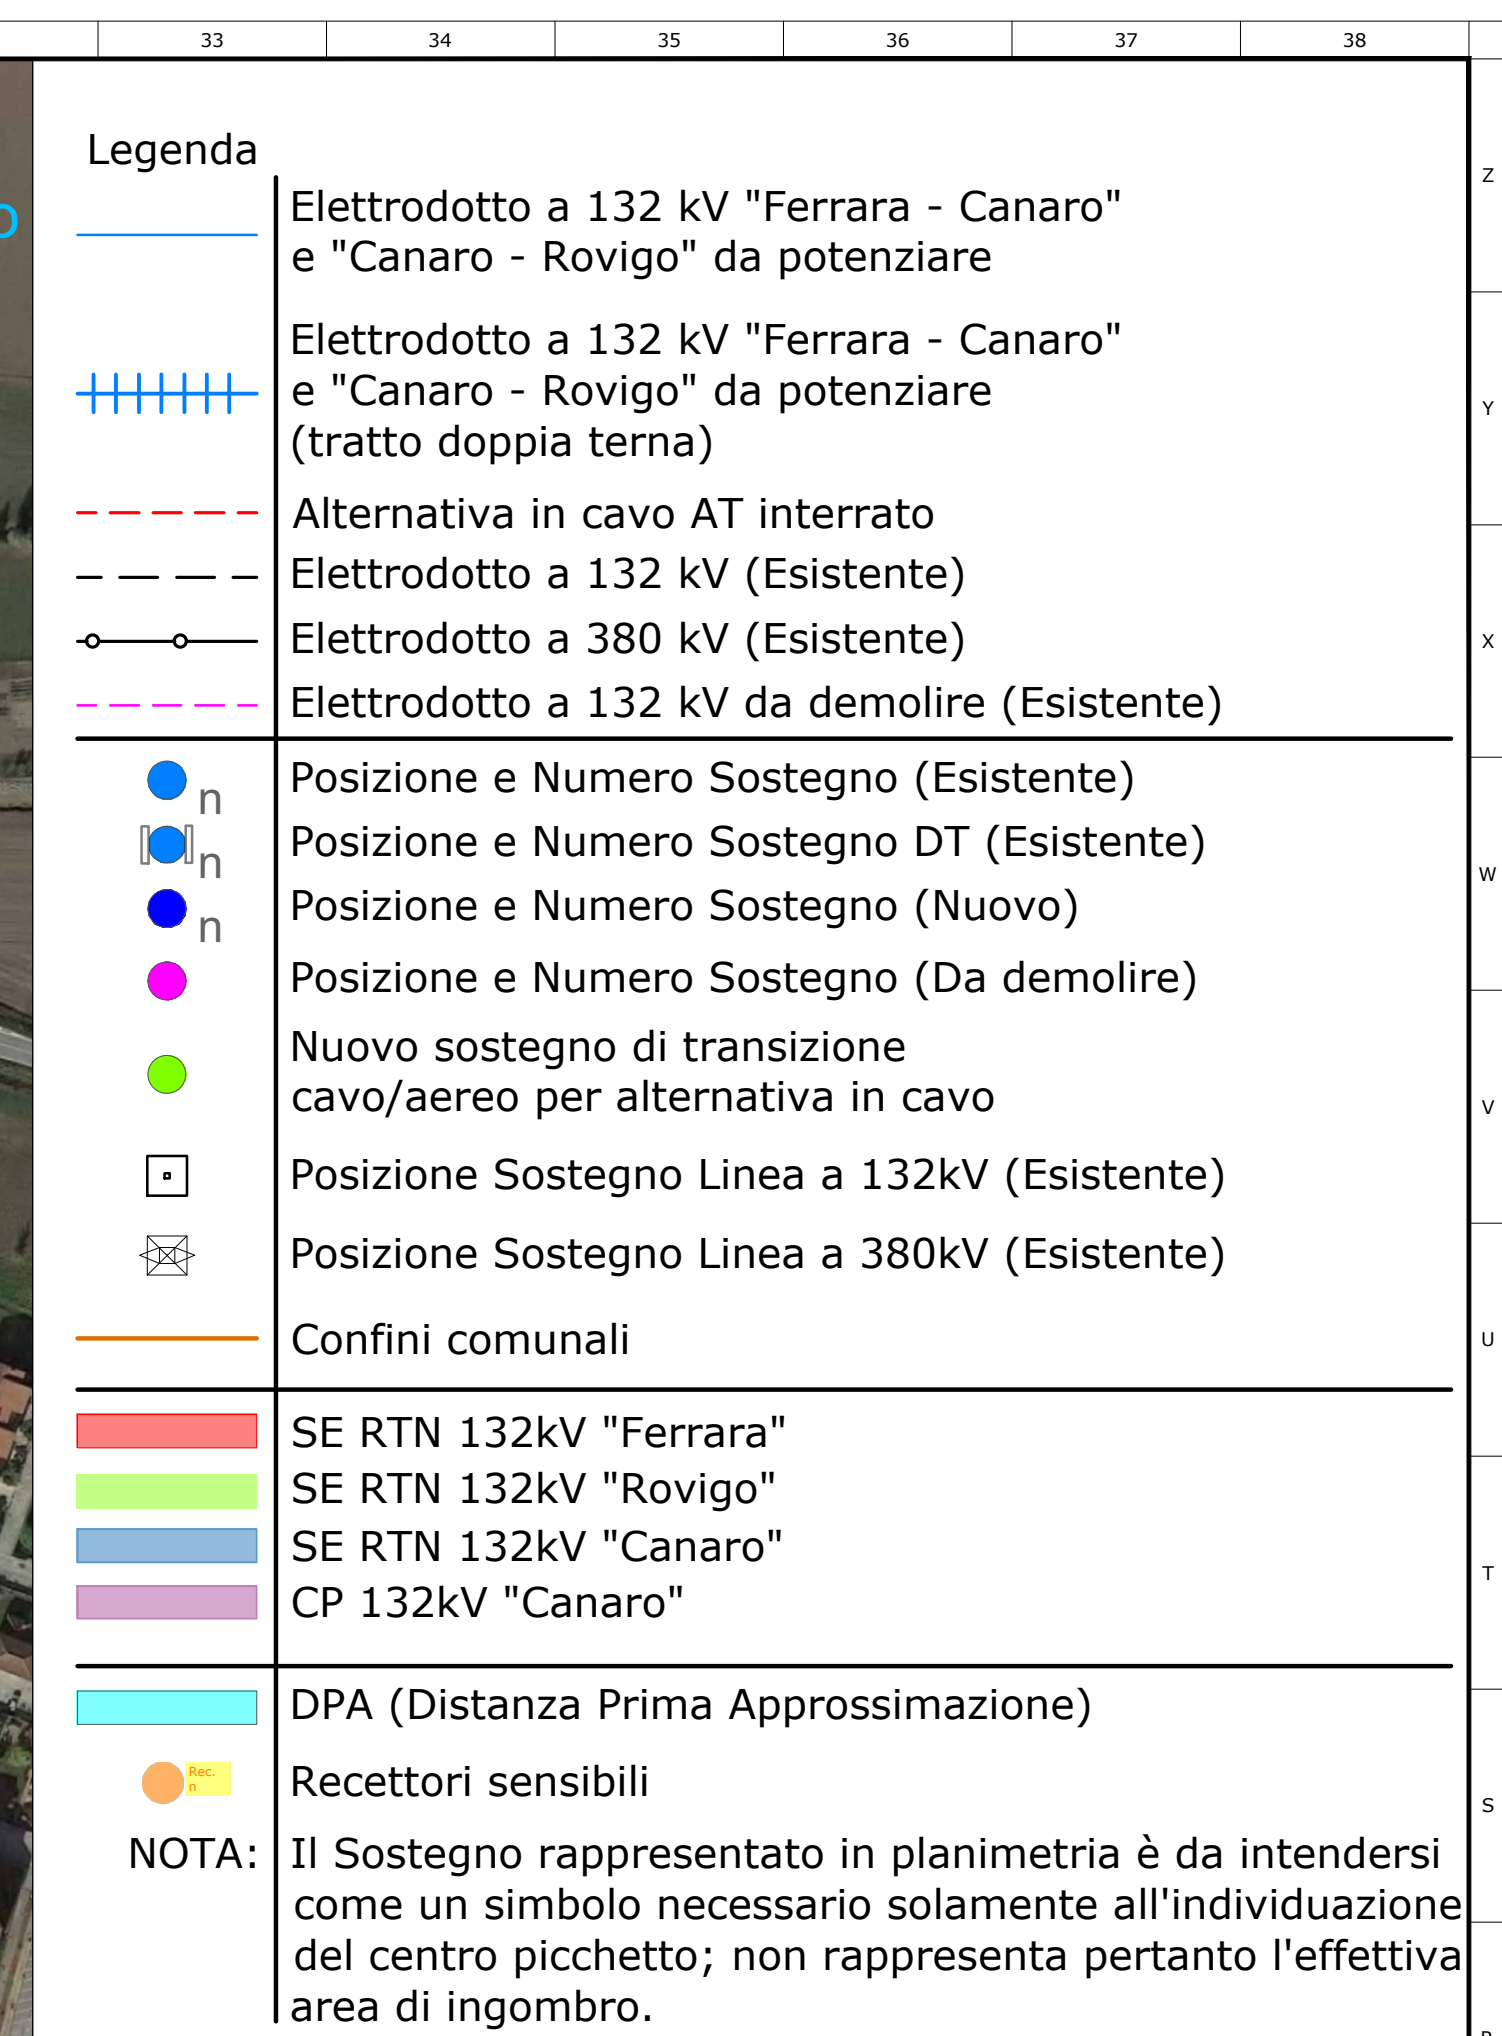 33 34 35 36 37 38
Legenda
Elettrodotto a 132 kV "Ferrara - Canaro"
e "Canaro - Rovigo" da potenziare
Elettrodotto a 132 kV "Ferrara - Canaro"
e "Canaro - Rovigo" da potenziare
(tratto doppia terna)
Alternativa in cavo AT interrato
Elettrodotto a 132 kV (Esistente)
Elettrodotto a 380 kV (Esistente)
Elettrodotto a 132 kV da demolire (Esistente)
n Posizione e Numero Sostegno (Esistente)
n Posizione e Numero Sostegno DT (Esistente)
n Posizione e Numero Sostegno (Nuovo)
Posizione e Numero Sostegno (Da demolire)
Nuovo sostegno di transizione
cavo/aereo per alternativa in cavo
Posizione Sostegno Linea a 132kV (Esistente)
Posizione Sostegno Linea a 380kV (Esistente)
Confini comunali
SE RTN 132kV "Ferrara"
SE RTN 132kV "Rovigo"
SE RTN 132kV "Canaro"
CP 132kV "Canaro"
DPA (Distanza Prima Approssimazione)
Rec.
n
Recettori sensibili
NOTA: Il Sostegno rappresentato in planimetria è da intendersi
come un simbolo necessario solamente all'individuazione
del centro picchetto; non rappresenta pertanto l'effettiva
area di ingombro.
Z
Y
X
W
V
U
T
S